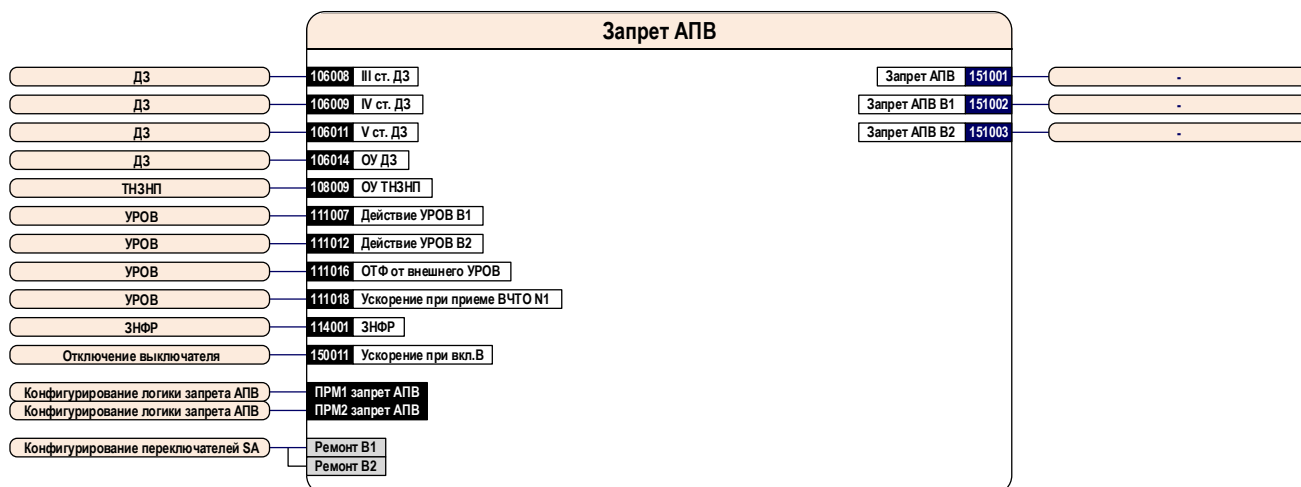 Запрет АПВ
ДЗ 106008 III ст. ДЗ Запрет АПВ 151001 -
ДЗ 106009 IV ст. ДЗ Запрет АПВ В1 151002 -
ДЗ 106011 V ст. ДЗ Запрет АПВ В2 151003 -
ДЗ 106014 ОУ ДЗ
ТНЗНП 108009 ОУ ТНЗНП
УРОВ 111007 Действие УРОВ В1
УРОВ 111012 Действие УРОВ В2
УРОВ 111016 ОТФ от внешнего УРОВ
УРОВ 111018 Ускорение при приеме ВЧТО N1
ЗНФР 114001 ЗНФР
Отключение выключателя 150011 Ускорение при вкл.В
Конфигурирование логики запрета АПВ ПРМ1 запрет АПВ
Конфигурирование логики запрета АПВ ПРМ2 запрет АПВ
Конфигурирование переключателей SA Ремонт В1
Ремонт В2